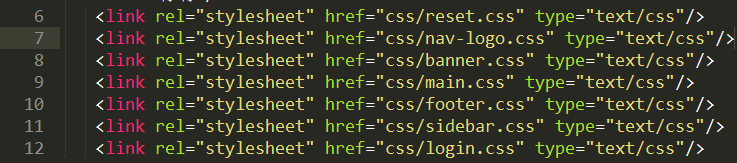 6 <link rel="stylesheet" href="css/reset.css" type="text/css"/>
7 <link rel="stylesheet" href="css/nav-logo.css" type="text/css"/>
8 <link rel="stylesheet" href="css/banner.css" type="text/css"/>
9 <link rel="stylesheet" href="css/main.css" type="text/css"/>
10 <link rel="stylesheet" href="css/footer.css" type="text/css"/>
11 <link rel="stylesheet" href="css/sidebar.css" type="text/css"/>
12 <link rel="stylesheet" href="css/login.css" type="text/css"/>